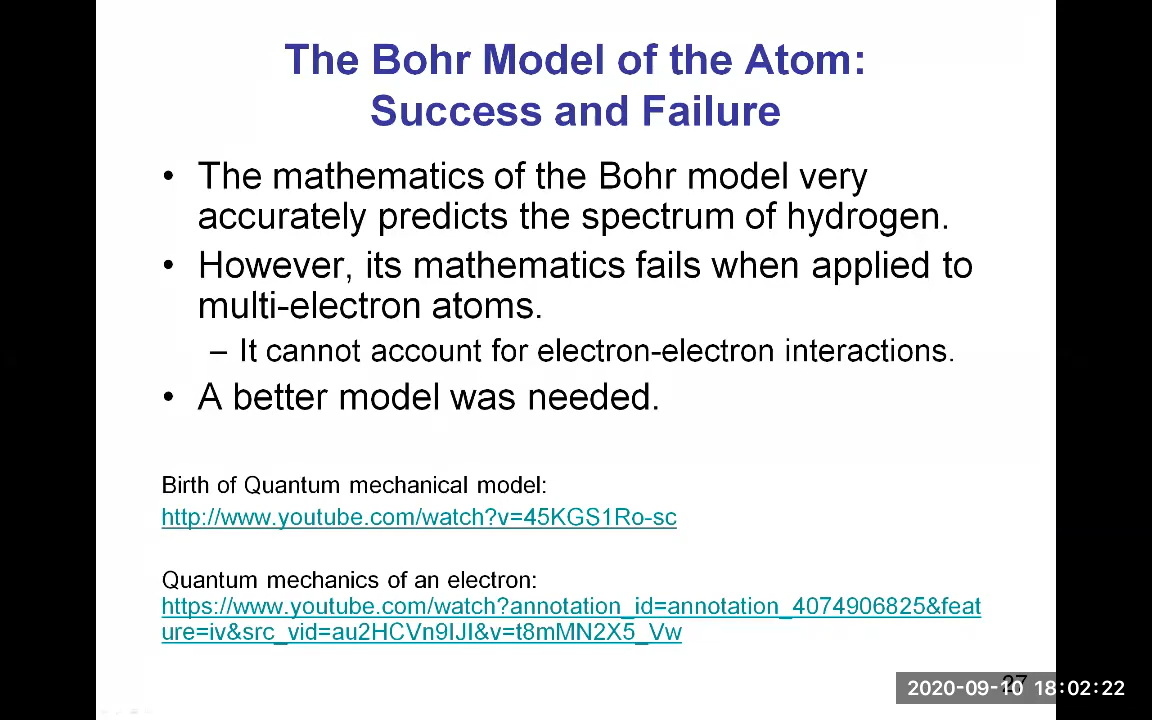 The Bohr Model of the Atom:
Success and Failure
• The mathematics of the Bohr model very
accurately predicts the spectrum of hydrogen.
• However, its mathematics fails when applied to
multi-electron atoms.
– It cannot account for electron-electron interactions.
• A better model was needed.
Birth of Quantum mechanical model:
http://www.youtube.com/watch?v=45KGS1Ro-sc
Quantum mechanics of an electron:
https://www.youtube.com/watch?annotation_id=annotation_4074906825&feat
ure=iv&src_vid=au2HCVn9IJI&v=t8mMN2X5_Vw
27
2020-09-10 18:02:22